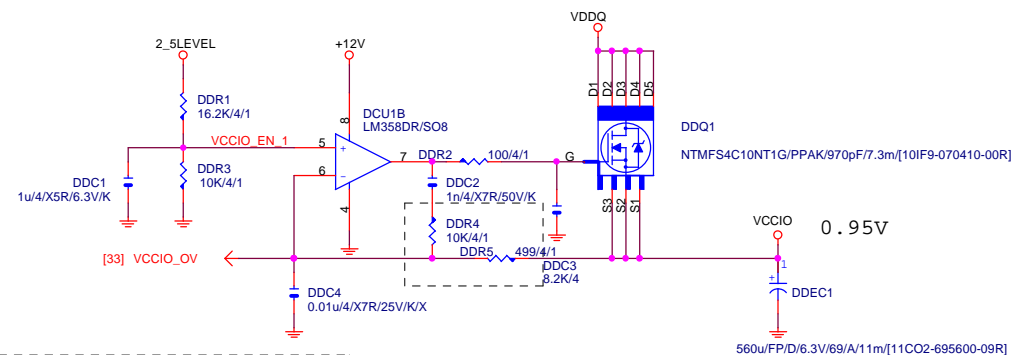 VDDQ
2_5LEVEL
+12V
D1
D2
D3
D4
D5
DDR1
16.2K/4/1
DCU1B
LM358DR/SO8
8
DDQ1
VCCIO_EN_1
5
+
7
DDR2
100/4/1
G
NTMFS4C10NT1G/PPAK/970pF/7.3m/[10IF9-070410-00R]
6
DDC1
1u/4/X5R/6.3V/K
DDR3
10K/4/1
4
DDC2
1n/4/X7R/50V/K
S3
S2
S1
DDR4
10K/4/1
VCCIO
0.95V
[33] VCCIO_OV
DDR5
499/4/1
DDC3
8.2K/4
1
+
DDEC1
DDC4
0.01u/4/X7R/25V/K/X
560u/FP/D/6.3V/69/A/11m/[11CO2-695600-09R]